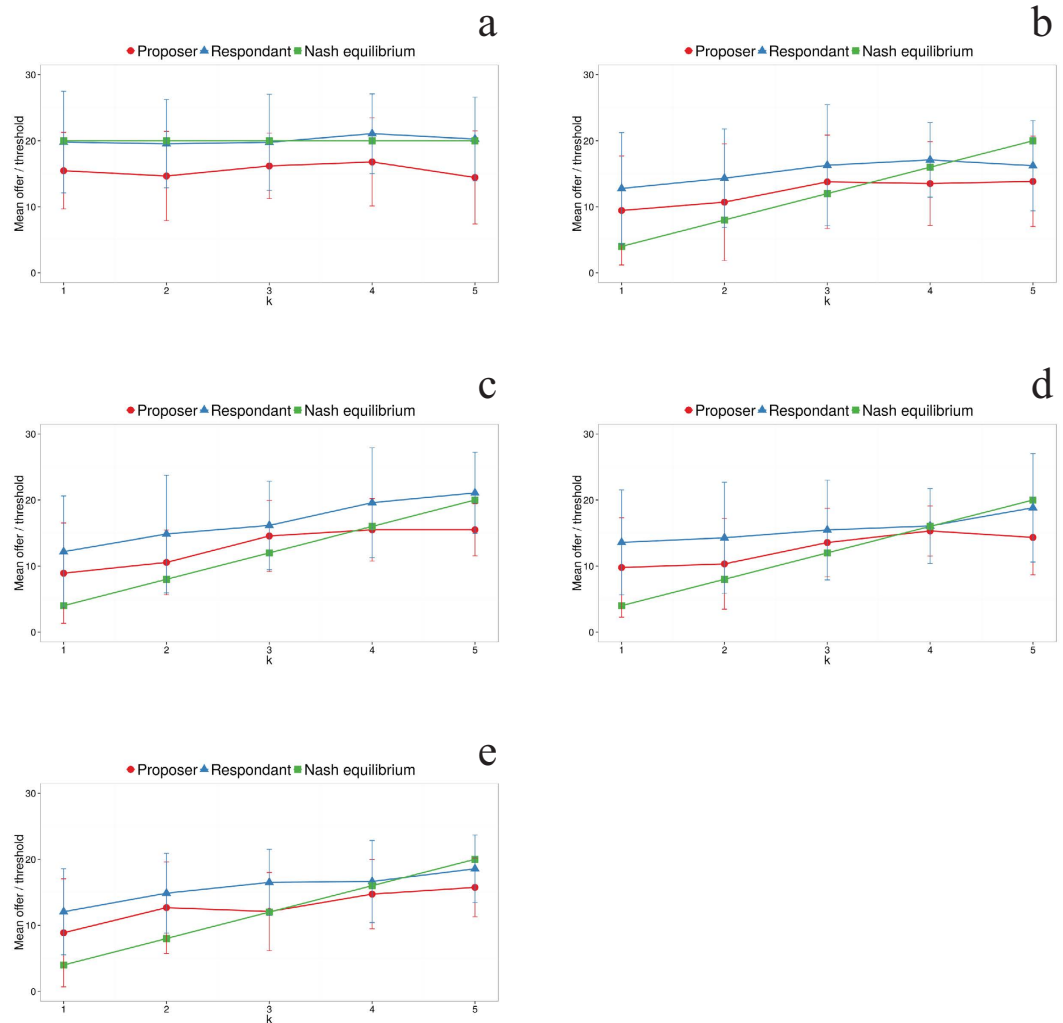 a
Proposer Respondant Nash equilibrium
Mean offer / threshold
30
20
10
0
1 2 3 4 5
k
b
Proposer Respondant Nash equilibrium
Mean offer / threshold
30
20
10
0
1 2 3 4 5
k
c
Proposer Respondant Nash equilibrium
Mean offer / threshold
30
20
10
0
1 2 3 4 5
k
d
Proposer Respondant Nash equilibrium
Mean offer / threshold
30
20
10
0
1 2 3 4 5
k
e
Proposer Respondant Nash equilibrium
Mean offer / threshold
30
20
10
0
1 2 3 4 5
k